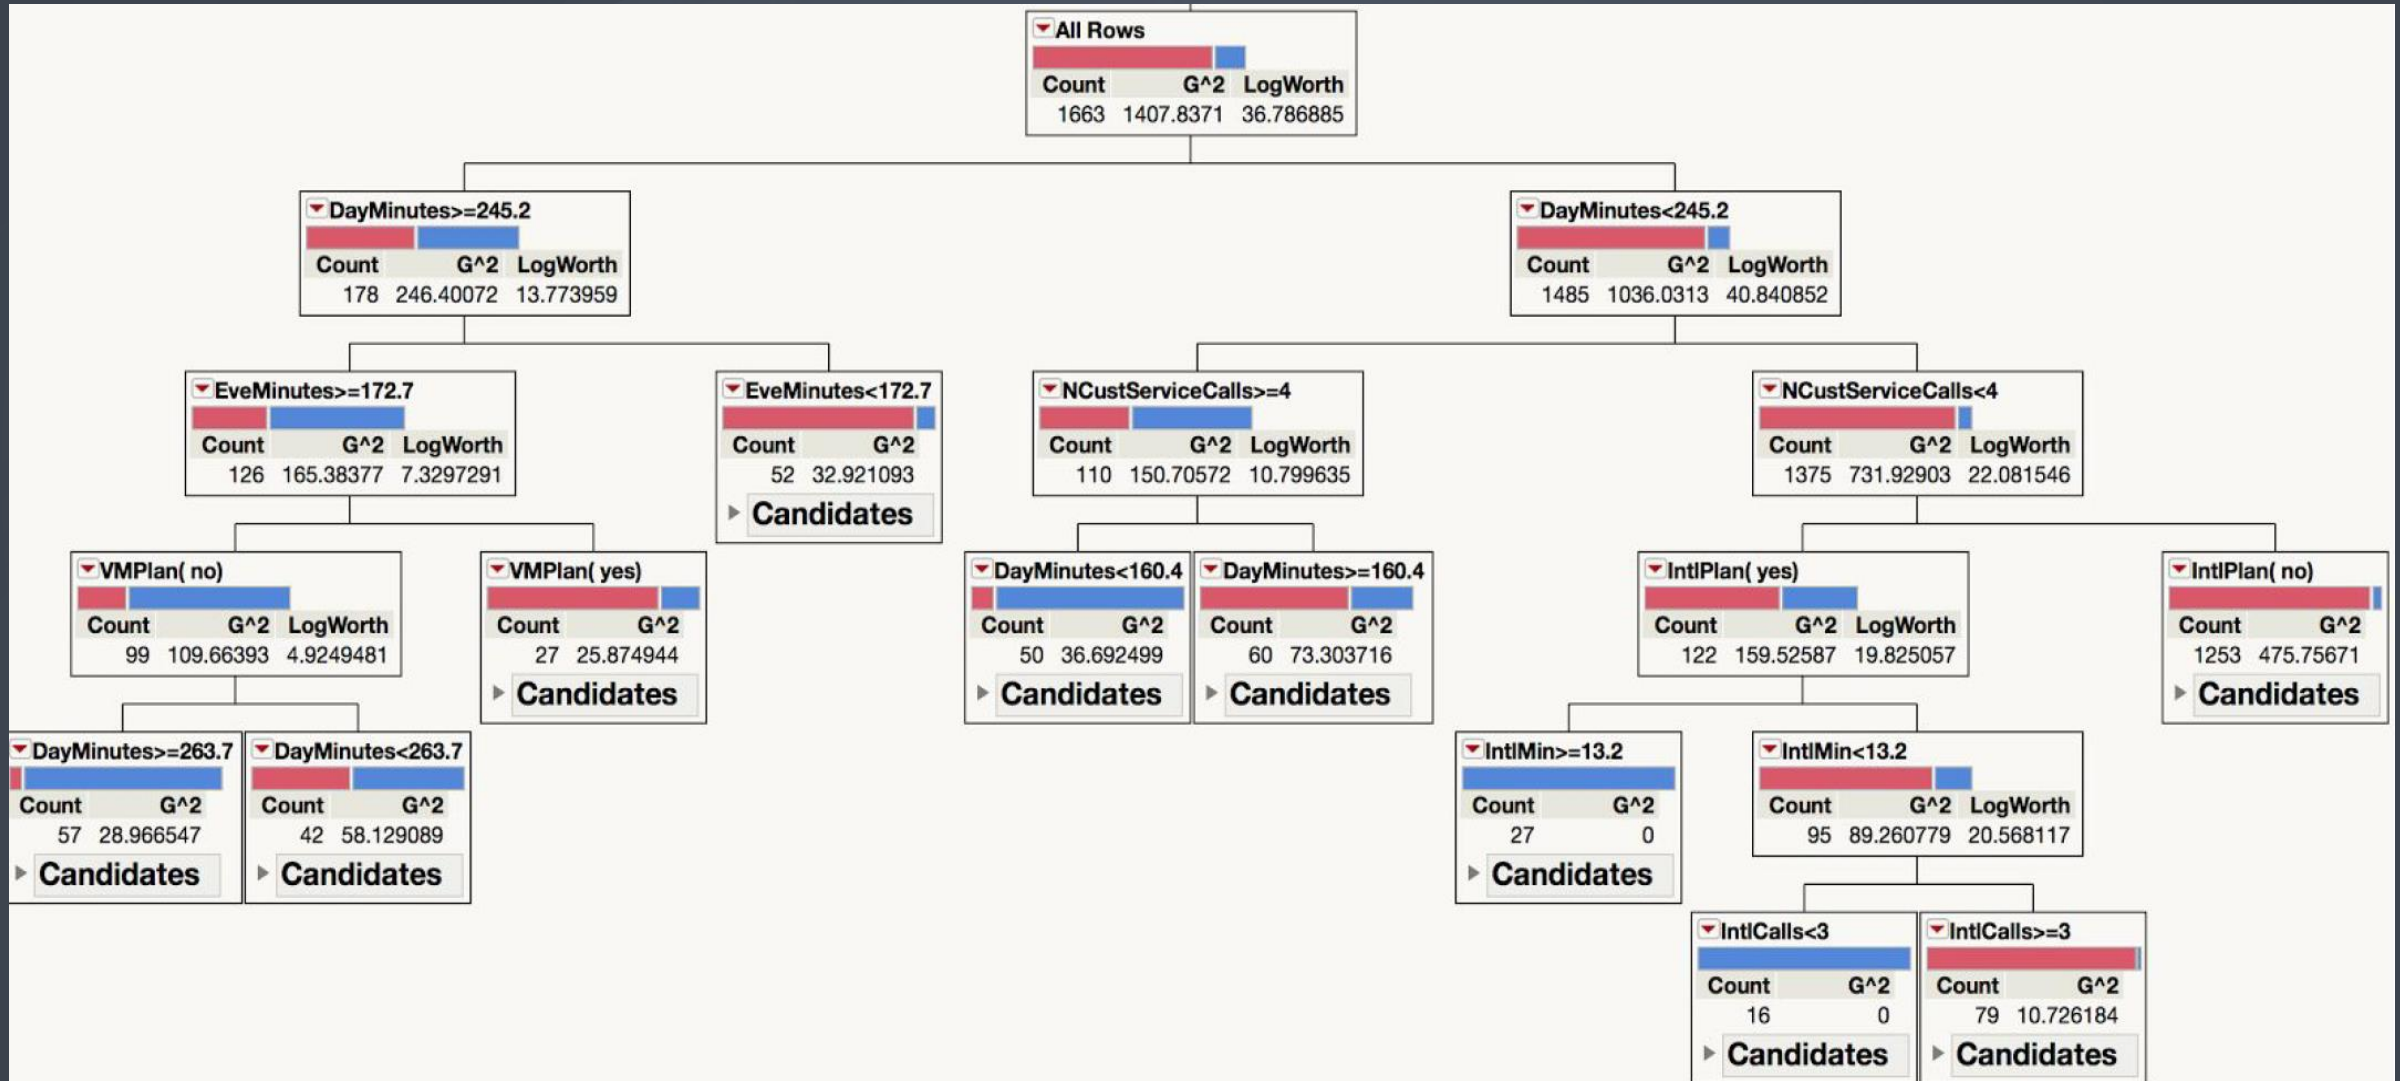 All Rows
Count G^2 LogWorth
1663 1407.8371 36.786885
DayMinutes>=245.2
Count G^2 LogWorth
178 246.40072 13.773959
DayMinutes<245.2
Count G^2 LogWorth
1485 1036.0313 40.840852
EveMinutes>=172.7
Count G^2 LogWorth
126 165.38377 7.3297291
EveMinutes<172.7
Count G^2
52 32.921093
Candidates
NCustServiceCalls>=4
Count G^2 LogWorth
110 150.70572 10.799635
NCustServiceCalls<4
Count G^2 LogWorth
1375 731.92903 22.081546
VMPlan( no)
Count G^2 LogWorth
99 109.66393 4.9249481
VMPlan( yes)
Count G^2
27 25.874944
Candidates
DayMinutes<160.4
Count G^2
50 36.692499
Candidates
DayMinutes>=160.4
Count G^2
60 73.303716
Candidates
IntlPlan( yes)
Count G^2 LogWorth
122 159.52587 19.825057
IntlPlan( no)
Count G^2
1253 475.75671
Candidates
DayMinutes>=263.7
Count G^2
57 28.966547
Candidates
DayMinutes<263.7
Count G^2
42 58.129089
Candidates
IntlMin>=13.2
Count G^2
27 0
Candidates
IntlMin<13.2
Count G^2 LogWorth
95 89.260779 20.568117
IntlCalls<3
Count G^2
16 0
Candidates
IntlCalls>=3
Count G^2
79 10.726184
Candidates